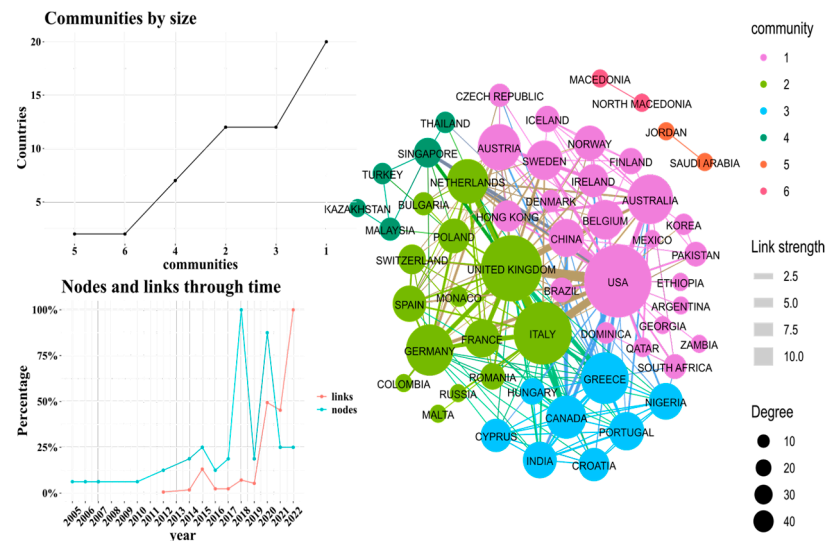 Communities by size
20
15
10
5
Countries
5 6 4 2 3 1
communities
Nodes and links through time
100%
75%
50%
25%
0%
Percentage
2005 2006 2007 2008 2009 2010 2011 2012 2013 2014 2015 2016 2017 2018 2019 2020 2021 2022
year
links
nodes
MACEDONIA
CZECH REPUBLIC
NORTH MACEDONIA
THAILAND
ICELAND
JORDAN
AUSTRIA
NORWAY
SINGAPORE
SWEDEN
FINLAND
SAUDI ARABIA
TURKEY
NETHERLANDS
IRELAND
BULGARIA
DENMARK
AUSTRALIA
KAZAKHSTAN
HONG KONG
BELGIUM
MALAYSIA
KOREA
POLAND
CHINA
MEXICO
SWITZERLAND
PAKISTAN
UNITED KINGDOM
USA
ETHIOPIA
BRAZIL
SPAIN
MONACO
ARGENTINA
GEORGIA
ITALY
DOMINICA
FRANCE
ZAMBIA
GERMANY
QATAR
SOUTH AFRICA
ROMANIA
GREECE
COLOMBIA
RUSSIA
HUNGARY
NIGERIA
MALTA
CANADA
CYPRUS
PORTUGAL
INDIA
CROATIA
community
1
2
3
4
5
6
Link strength
2.5
5.0
7.5
10.0
Degree
10
20
30
40